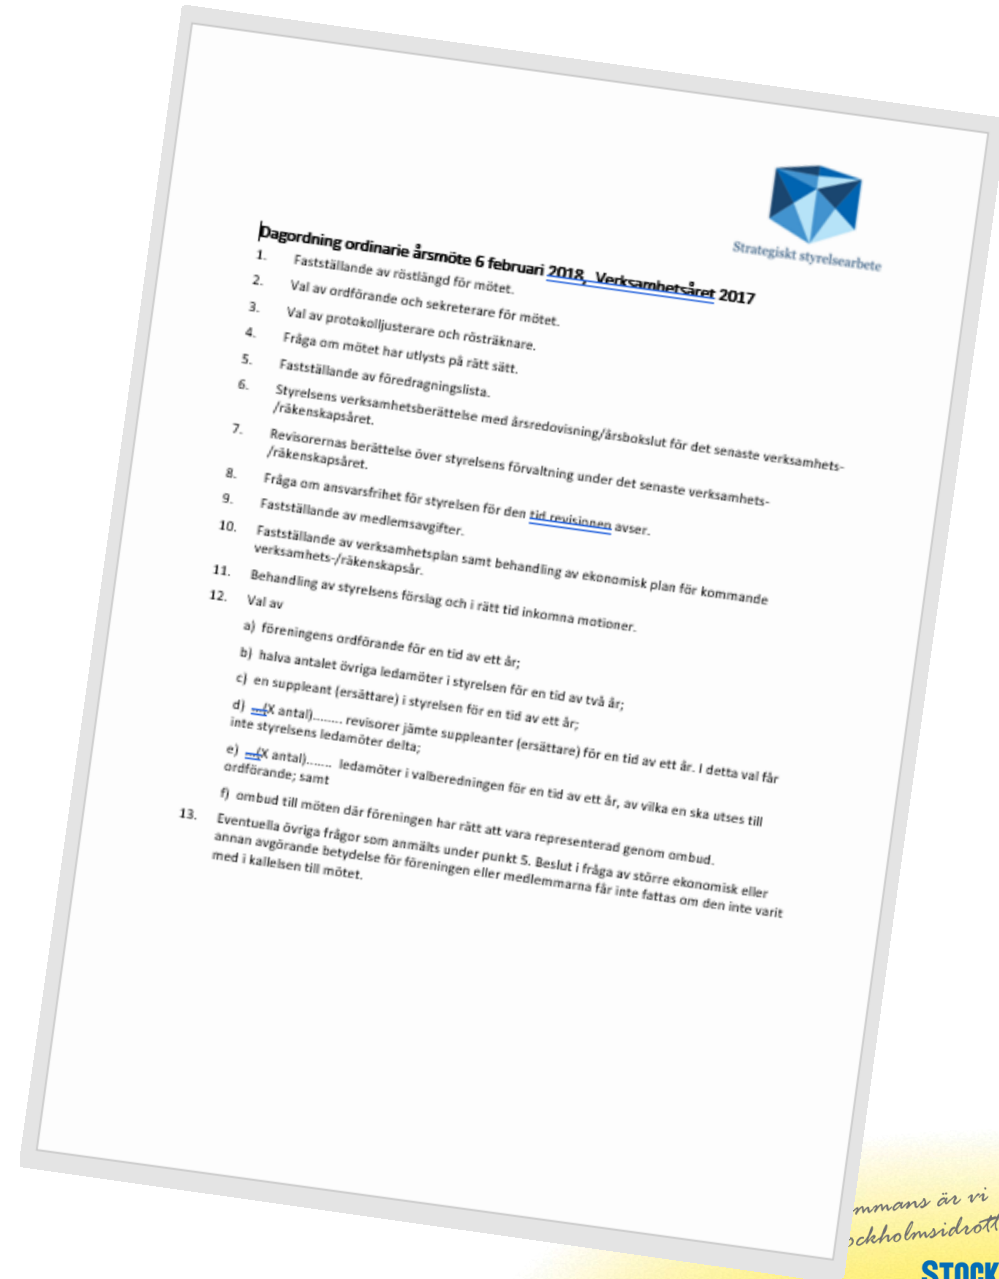 Strategiskt styrelsearbete
Dagordning ordinarie årsmöte 6 februari 2018,  Verksamhetsåret 2017
1. Fastställande av röstlängd för mötet.
2. Val av ordförande och sekreterare för mötet.
3. Val av protokolljusterare och rösträknare.
4. Fråga om mötet har utlysts på rätt sätt.
5. Fastställande av föredragningslista.
6. Styrelsens verksamhetsberättelse med årsredovisning/årsbokslut för det senaste verksamhets-
/räkenskapsåret.
7. Revisorernas berättelse över styrelsens förvaltning under det senaste verksamhets-
/räkenskapsåret.
8. Fråga om ansvarsfrihet för styrelsen för den tid revisionen avser.
9. Fastställande av medlemsavgifter.
10. Fastställande av verksamhetsplan samt behandling av ekonomisk plan för kommande
verksamhets-/räkenskapsår.
11. Behandling av styrelsens förslag och i rätt tid inkomna motioner.
12. Val av
a) föreningens ordförande för en tid av ett år;
b) halva antalet övriga ledamöter i styrelsen för en tid av två år;
c) en suppleant (ersättare) i styrelsen för en tid av ett år;
d) ...(X antal)........ revisorer jämte suppleanter (ersättare) för en tid av ett år. I detta val får
inte styrelsens ledamöter delta;
e) ...(X antal)....... ledamöter i valberedningen för en tid av ett år, av vilka en ska utses till
ordförande; samt
f) ombud till möten där föreningen har rätt att vara representerad genom ombud.
13. Eventuella övriga frågor som anmälts under punkt 5. Beslut i fråga av större ekonomisk eller
annan avgörande betydelse för föreningen eller medlemmarna får inte fattas om den inte varit
med i kallelsen till mötet.
mmans är vi
ockholmsidrott
STOCK